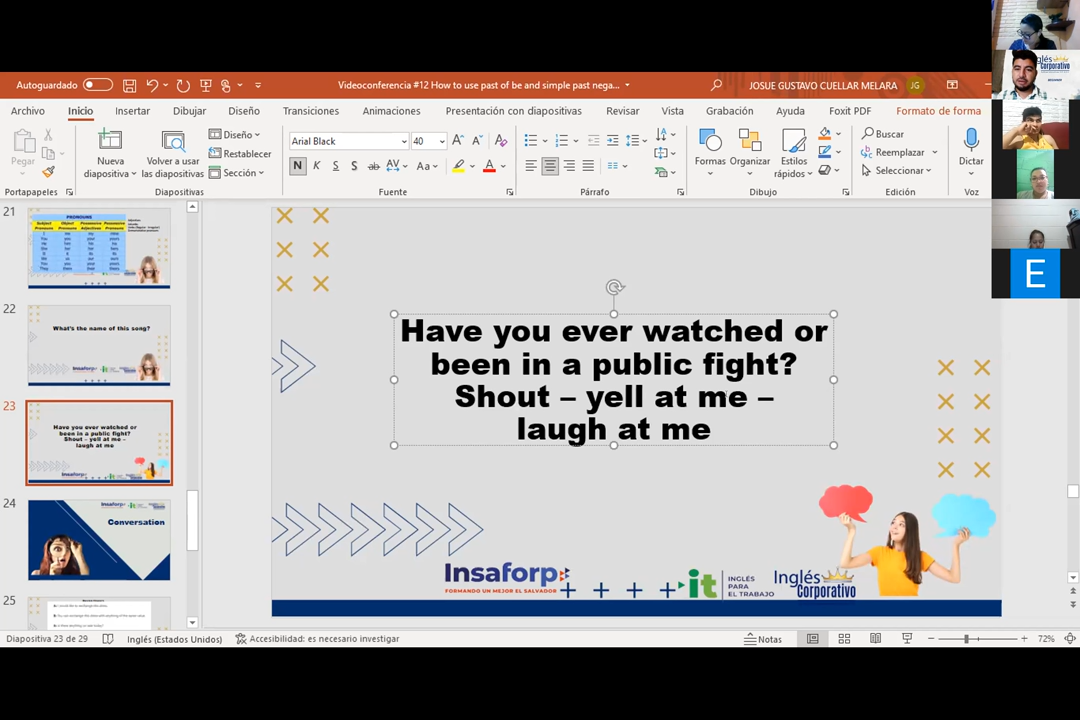 Autoguardado
Videoconferencia #12 How to use past of be and simple past nega...
JOSUE GUSTAVO CUELLAR MELARA
JG
Archivo
Inicio
Insertar
Dibujar
Diseño
Transiciones
Animaciones
Presentación con diapositivas
Revisar
Vista
Grabación
Ayuda
Foxit PDF
Formato de forma
Pegar
Nueva
diapositiva
Volver a usar
las diapositivas
Diseño
Restablecer
Sección
Arial Black
40
N K S S ab AV Aa
Formas
Organizar
Estilos
rápidos
Buscar
Reemplazar
Seleccionar
Dictar
Portapapeles
Diapositivas
Fuente
Párrafo
Dibujo
Edición
Voz
21
PRONOUNS
22
What's the name of this song?
23
Have you ever watched or
been in a public fight?
Shout – yell at me –
laugh at me
24
Insaforp
Conversation
25
Have you ever watched or
been in a public fight?
Shout – yell at me –
laugh at me
Insaforp
FORMANDO UN MEJOR EL SALVADOR
it
INGLÉS
PARA
EL TRABAJO
Inglés
Corporativo
Inglés
Corporativo
E
Diapositiva 23 de 29
Inglés (Estados Unidos)
Accesibilidad: es necesario investigar
Notas
72%